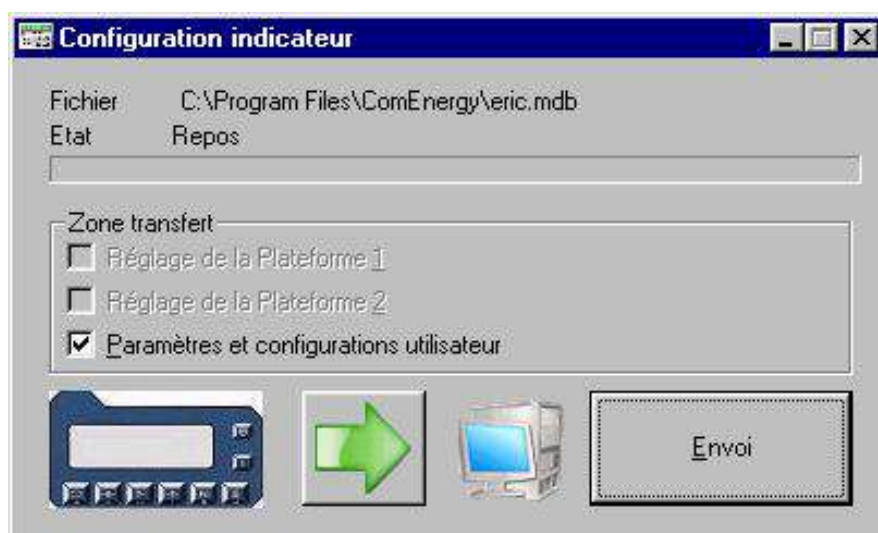 Configuration indicateur
Fichier C:\Program Files\ComEnergy\eric.mdb
Etat Repos
Zone transfert
Réglage de la Plateforme 1
Réglage de la Plateforme 2
Paramètres et configurations utilisateur
Envoi